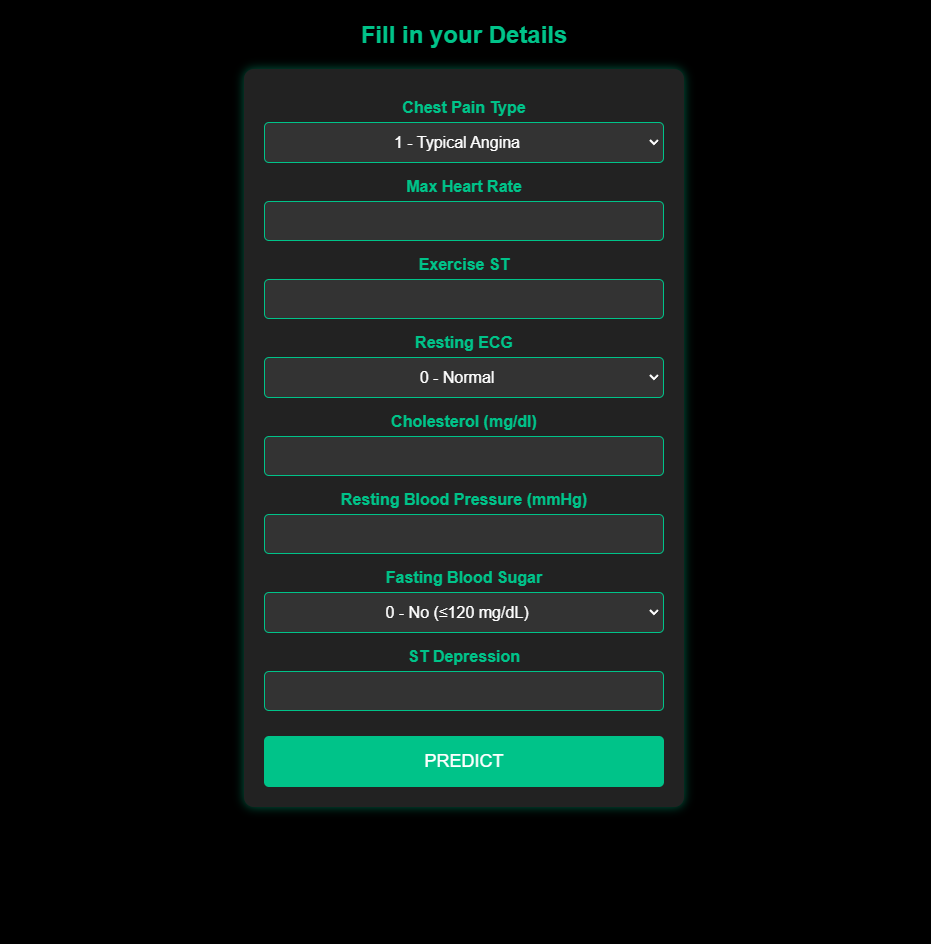 Fill in your Details
Chest Pain Type
1 - Typical Angina
Max Heart Rate
Exercise ST
Resting ECG
0 - Normal
Cholesterol (mg/dl)
Resting Blood Pressure (mmHg)
Fasting Blood Sugar
0 - No (≤120 mg/dL)
ST Depression
PREDICT